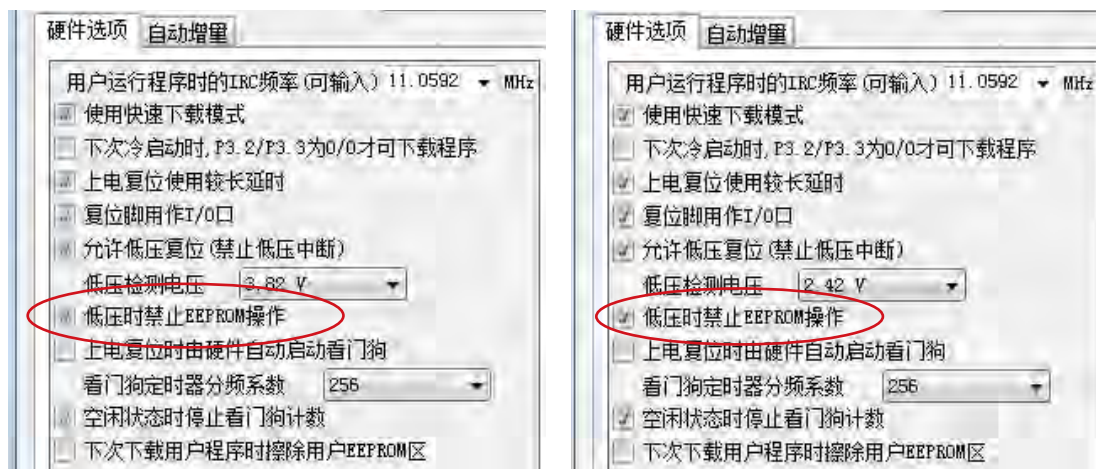 硬件选项 自动增量
用户运行程序时的IRC频率(可输入) 11.0592 MHz
使用快速下载模式
下次冷启动时,P3.2/P3.3为0/0才可下载程序
上电复位使用较长延时
复位脚用作I/O口
允许低压复位(禁止低压中断)
低压检测电压 3.82 V
低压时禁止EEPROM操作
上电复位时由硬件自动启动看门狗
看门狗定时器分频系数 256
空闲状态时停止看门狗计数
下次下载用户程序时擦除用户EEPROM区
硬件选项 自动增量
用户运行程序时的IRC频率(可输入) 11.0592 MHz
使用快速下载模式
下次冷启动时,P3.2/P3.3为0/0才可下载程序
上电复位使用较长延时
复位脚用作I/O口
允许低压复位(禁止低压中断)
低压检测电压 2.42 V
低压时禁止EEPROM操作
上电复位时由硬件自动启动看门狗
看门狗定时器分频系数 256
空闲状态时停止看门狗计数
下次下载用户程序时擦除用户EEPROM区